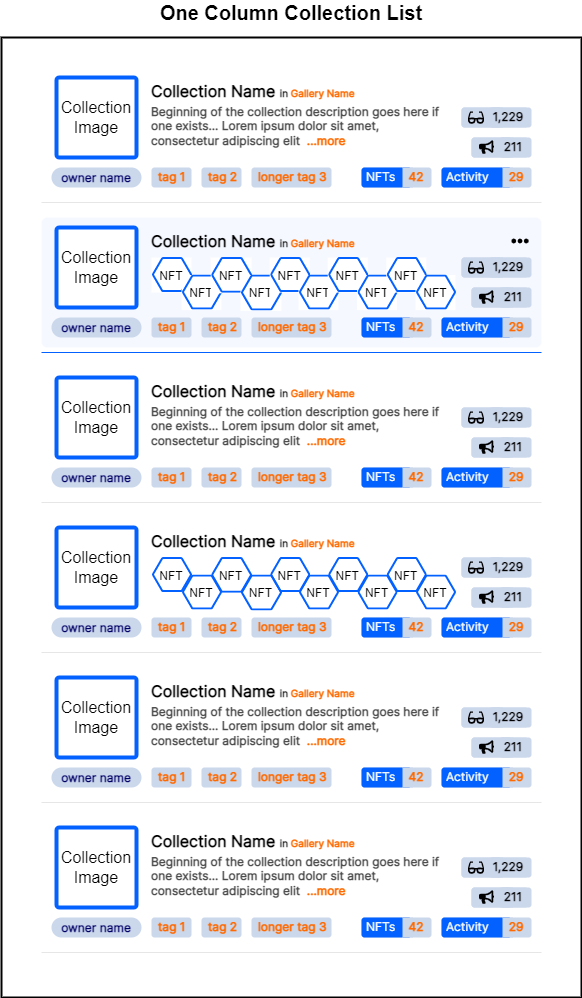 One Column Collection List
Collection Image
Collection Name in Gallery Name
Beginning of the collection description goes here if
one exists... Lorem ipsum dolor sit amet,
consectetur adipiscing elit ...more
1,229
211
owner name tag 1 tag 2 longer tag 3 NFTs 42 Activity 29
Collection Image
Collection Name in Gallery Name
•••
NFT NFT NFT NFT NFT NFT NFT NFT NFT NFT
1,229
211
owner name tag 1 tag 2 longer tag 3 NFTs 42 Activity 29
Collection Image
Collection Name in Gallery Name
Beginning of the collection description goes here if
one exists... Lorem ipsum dolor sit amet,
consectetur adipiscing elit ...more
1,229
211
owner name tag 1 tag 2 longer tag 3 NFTs 42 Activity 29
Collection Image
Collection Name in Gallery Name
NFT NFT NFT NFT NFT NFT NFT NFT NFT NFT
1,229
211
owner name tag 1 tag 2 longer tag 3 NFTs 42 Activity 29
Collection Image
Collection Name in Gallery Name
Beginning of the collection description goes here if
one exists... Lorem ipsum dolor sit amet,
consectetur adipiscing elit ...more
1,229
211
owner name tag 1 tag 2 longer tag 3 NFTs 42 Activity 29
Collection Image
Collection Name in Gallery Name
Beginning of the collection description goes here if
one exists... Lorem ipsum dolor sit amet,
consectetur adipiscing elit ...more
1,229
211
owner name tag 1 tag 2 longer tag 3 NFTs 42 Activity 29